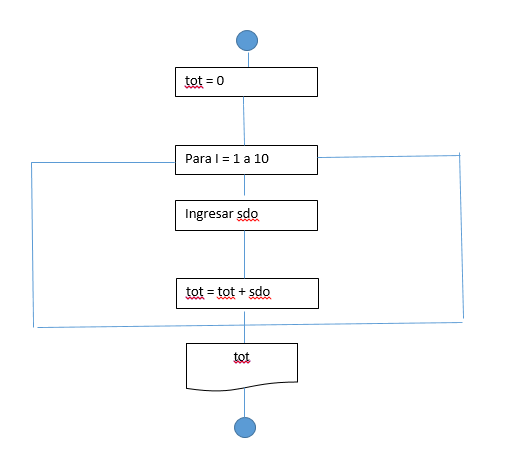 tot = 0
Para I = 1 a 10
Ingresar sdo
tot = tot + sdo
tot